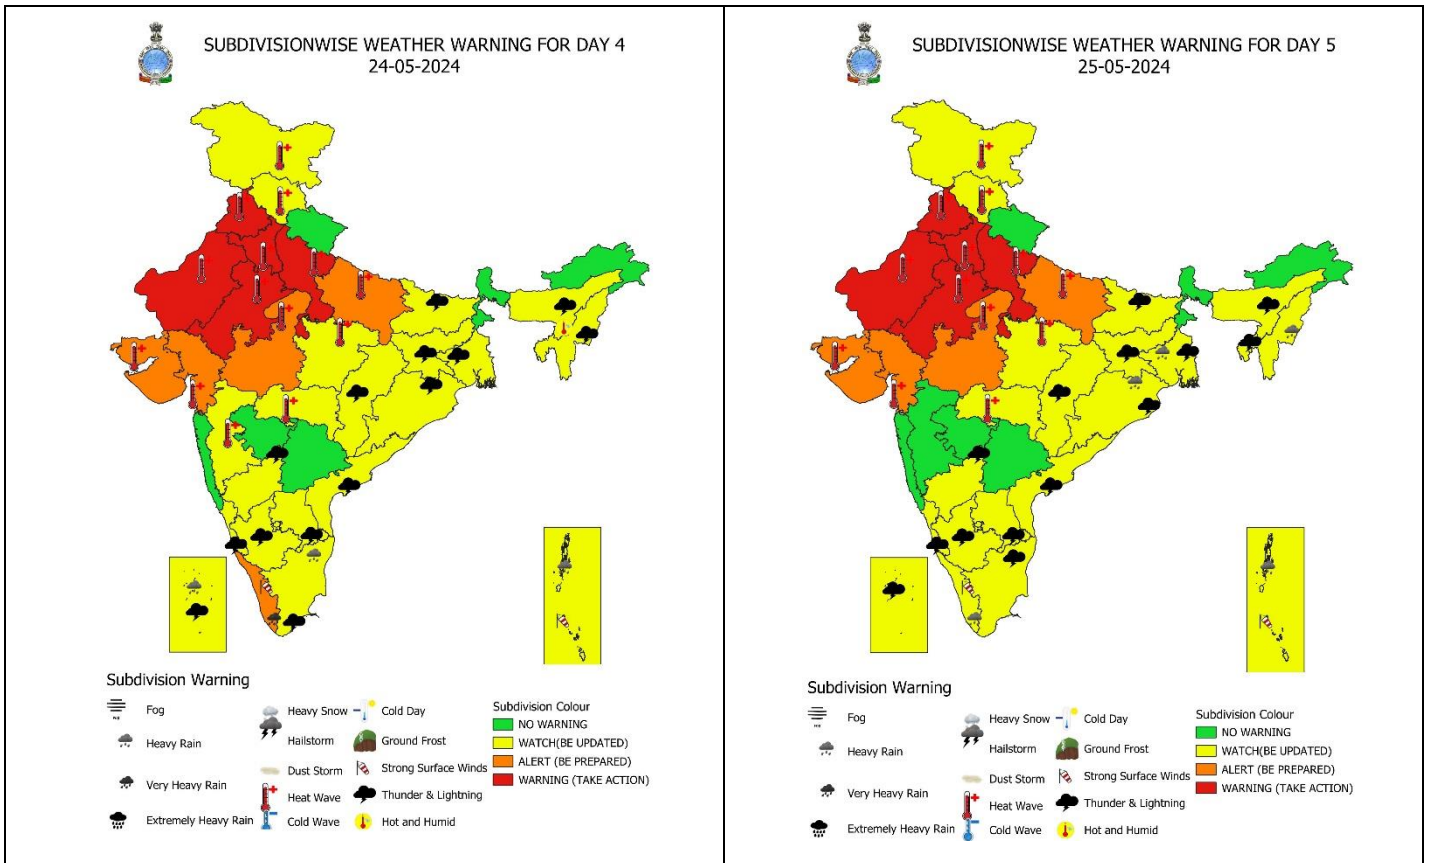 SUBDIVISIONWISE WEATHER WARNING FOR DAY 4
24-05-2024
Subdivision Warning
Fog
Heavy Rain
Very Heavy Rain
Extremely Heavy Rain
Heavy Snow
Hailstorm
Dust Storm
Heat Wave
Cold Wave
Cold Day
Ground Frost
Strong Surface Winds
Thunder & Lightning
Hot and Humid
Subdivision Colour
NO WARNING
WATCH(BE UPDATED)
ALERT (BE PREPARED)
WARNING (TAKE ACTION)
SUBDIVISIONWISE WEATHER WARNING FOR DAY 5
25-05-2024
Subdivision Warning
Fog
Heavy Rain
Very Heavy Rain
Extremely Heavy Rain
Heavy Snow
Hailstorm
Dust Storm
Heat Wave
Cold Wave
Cold Day
Ground Frost
Strong Surface Winds
Thunder & Lightning
Hot and Humid
Subdivision Colour
NO WARNING
WATCH(BE UPDATED)
ALERT (BE PREPARED)
WARNING (TAKE ACTION)